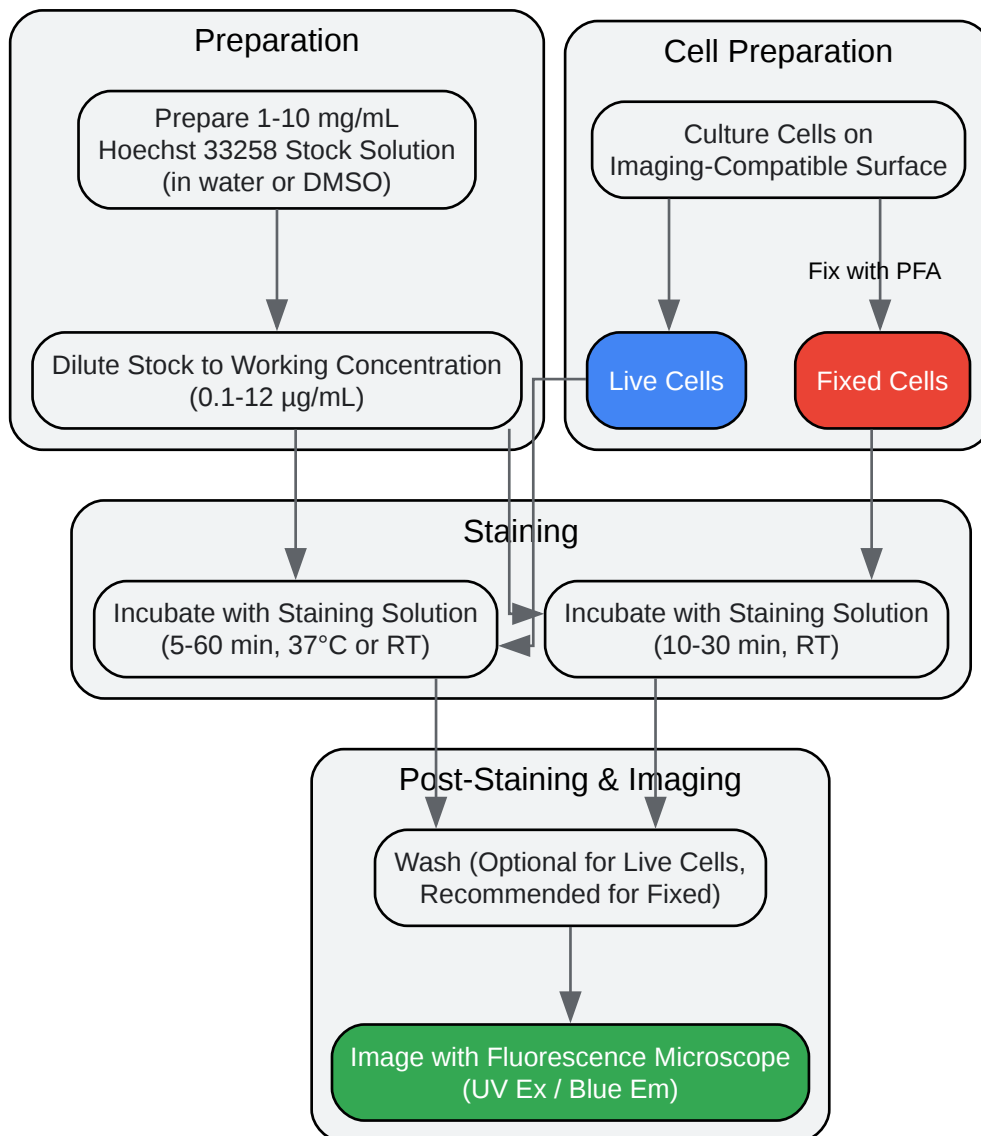 Preparation
Prepare 1-10 mg/mL
Hoechst 33258 Stock Solution
(in water or DMSO)
Dilute Stock to Working Concentration
(0.1-12 µg/mL)
Cell Preparation
Culture Cells on
Imaging-Compatible Surface
Fix with PFA
Live Cells
Fixed Cells
Staining
Incubate with Staining Solution
(5-60 min, 37°C or RT)
Incubate with Staining Solution
(10-30 min, RT)
Post-Staining & Imaging
Wash (Optional for Live Cells,
Recommended for Fixed)
Image with Fluorescence Microscope
(UV Ex / Blue Em)